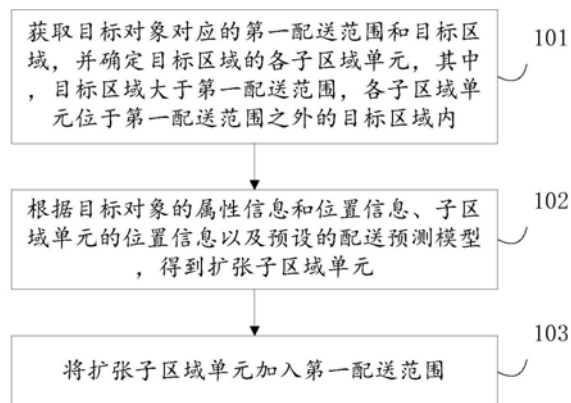 获取目标对象对应的第一配送范围和目标区
域，并确定目标区域的各子区域单元，其中
，目标区域大于第一配送范围，各子区域单
元位于第一配送范围之外的目标区域内
101
根据目标对象的属性信息和位置信息、子区
域单元的位置信息以及预设的配送预测模型
，得到扩张子区域单元
102
将扩张子区域单元加入第一配送范围
103